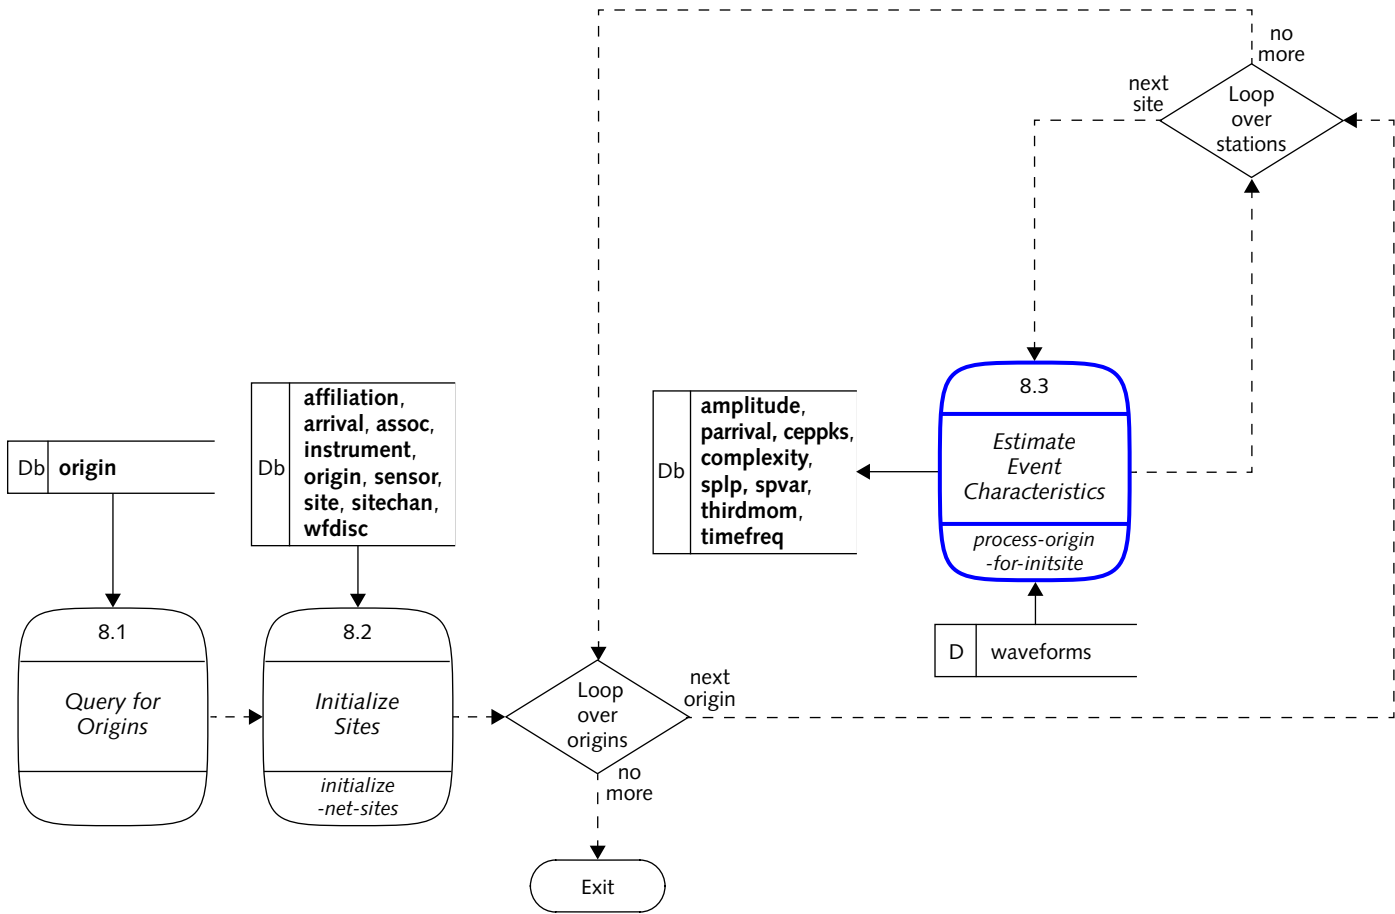 no
more
next
site
Loop
over
stations
8.3
Estimate
Event
Characteristics
process-origin
-for-initsite
Db
amplitude,
parrival, ceppks,
complexity,
splp, spvar,
thirdmom,
timefreq
D
waveforms
Db
affiliation,
arrival, assoc,
instrument,
origin, sensor,
site, sitechan,
wfdisc
Db
origin
8.1
Query for
Origins
8.2
Initialize
Sites
initialize
-net-sites
Loop
over
origins
next
origin
no
more
Exit